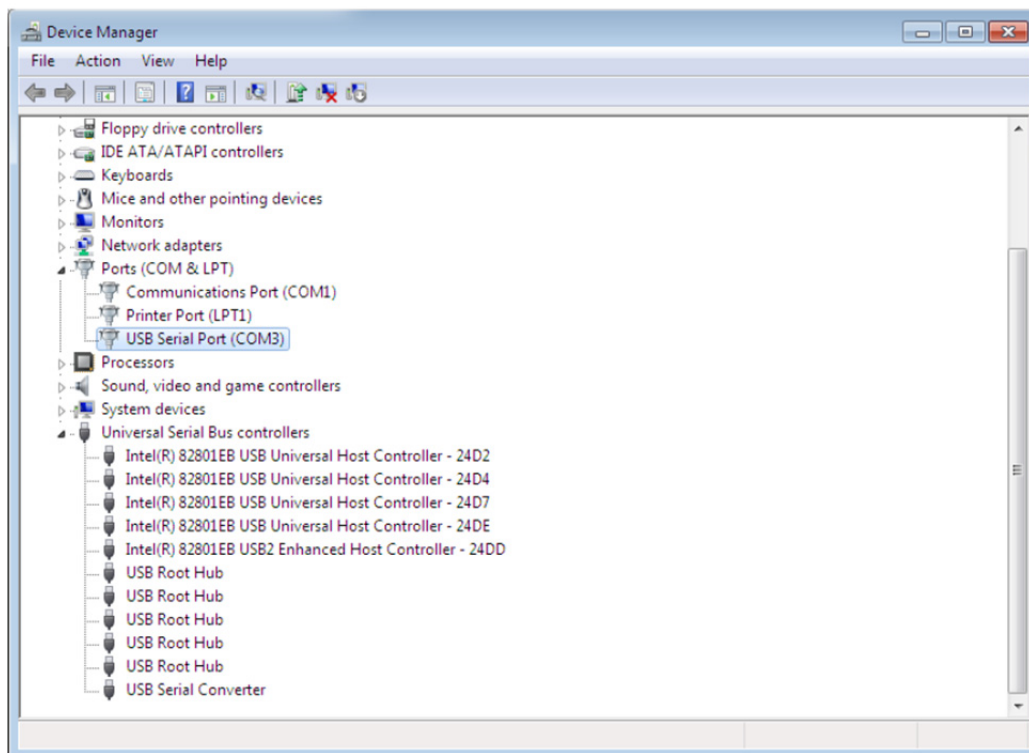 Device Manager
File Action View Help
Floppy drive controllers
IDE ATA/ATAPI controllers
Keyboards
Mice and other pointing devices
Monitors
Network adapters
Ports (COM & LPT)
Communications Port (COM1)
Printer Port (LPT1)
USB Serial Port (COM3)
Processors
Sound, video and game controllers
System devices
Universal Serial Bus controllers
Intel(R) 82801EB USB Universal Host Controller - 24D2
Intel(R) 82801EB USB Universal Host Controller - 24D4
Intel(R) 82801EB USB Universal Host Controller - 24D7
Intel(R) 82801EB USB Universal Host Controller - 24DE
Intel(R) 82801EB USB2 Enhanced Host Controller - 24DD
USB Root Hub
USB Root Hub
USB Root Hub
USB Root Hub
USB Root Hub
USB Serial Converter